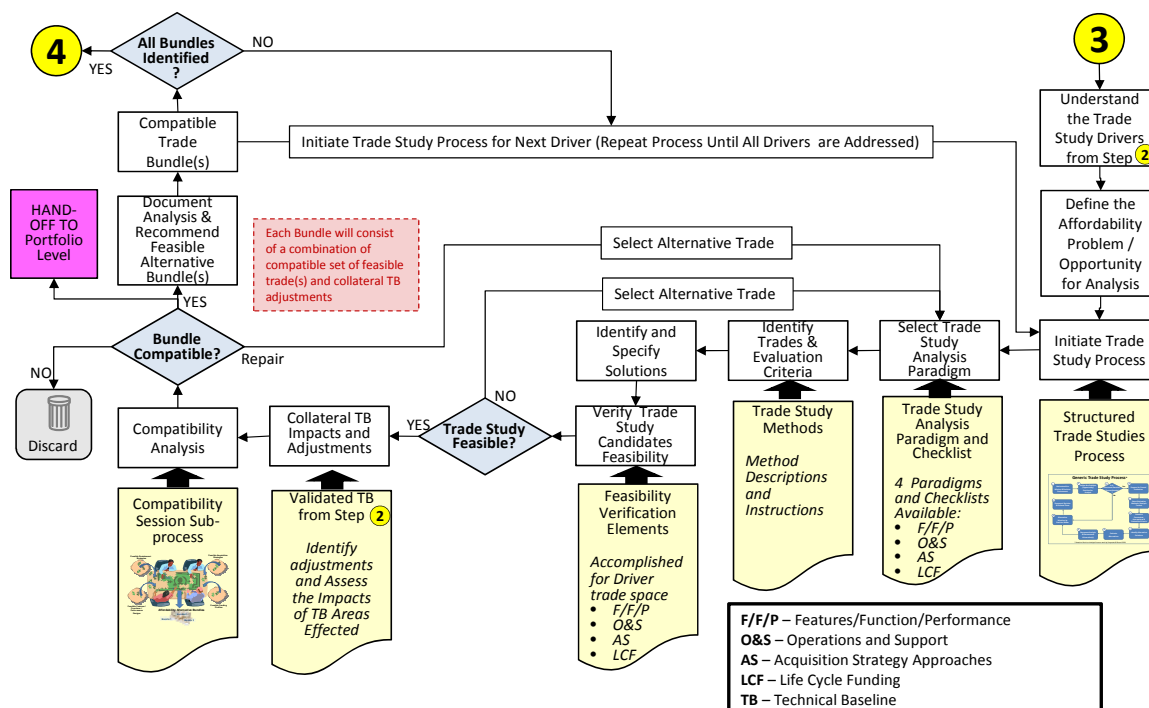 4
All Bundles
Identified
?
YES
NO
3
Understand
the Trade
Study Drivers
from Step 2
Compatible
Trade
Bundle(s)
Initiate Trade Study Process for Next Driver (Repeat Process Until All Drivers are Addressed)
HAND-
OFF TO
Portfolio
Level
Document
Analysis &
Recommend
Feasible
Alternative
Bundle(s)
Each Bundle will consist
of a combination of
compatible set of feasible
trade(s) and collateral TB
adjustments
Select Alternative Trade
Select Alternative Trade
Define the
Affordability
Problem /
Opportunity
for Analysis
YES
Bundle
Compatible?
Repair
NO
Discard
Identify and
Specify
Solutions
Identify
Trades &
Evaluation
Criteria
Select Trade
Study
Analysis
Paradigm
Initiate Trade
Study Process
Compatibility
Analysis
Collateral TB
Impacts and
Adjustments
YES
NO
Trade Study
Feasible?
Verify Trade
Study
Candidates
Feasibility
Trade Study
Methods
Method
Descriptions
and
Instructions
Trade Study
Analysis
Paradigm and
Checklist
4 Paradigms
and Checklists
Available:
• F/F/P
• O&S
• AS
• LCF
Structured
Trade Studies
Process
Generic Trade Study Process
Compatibility
Session Sub-
process
Validated TB
from Step 2
Identify
adjustments
and Assess
the Impacts
of TB Areas
Effected
Feasibility
Verification
Elements
Accomplished
for Driver
trade space
• F/F/P
• O&S
• AS
• LCF
F/F/P – Features/Function/Performance
O&S – Operations and Support
AS – Acquisition Strategy Approaches
LCF – Life Cycle Funding
TB – Technical Baseline